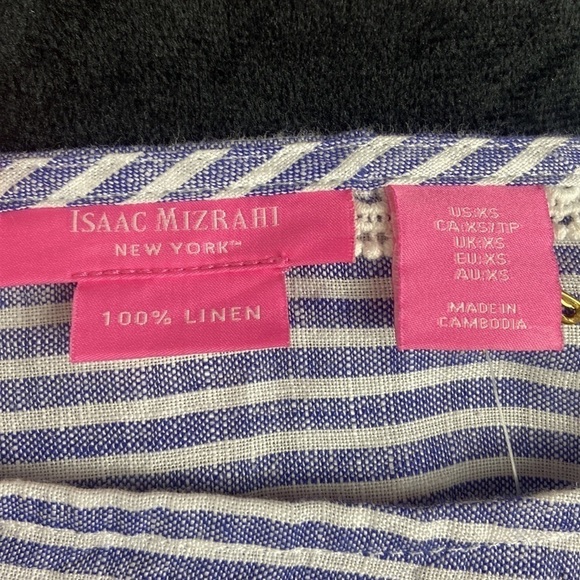 ISAAC MIZRAHI
NEW YORK™
100% LINEN
US:XS
CA:XS/TP
UK:XS
EU:XS
AU:XS
MADE IN
CAMBODIA